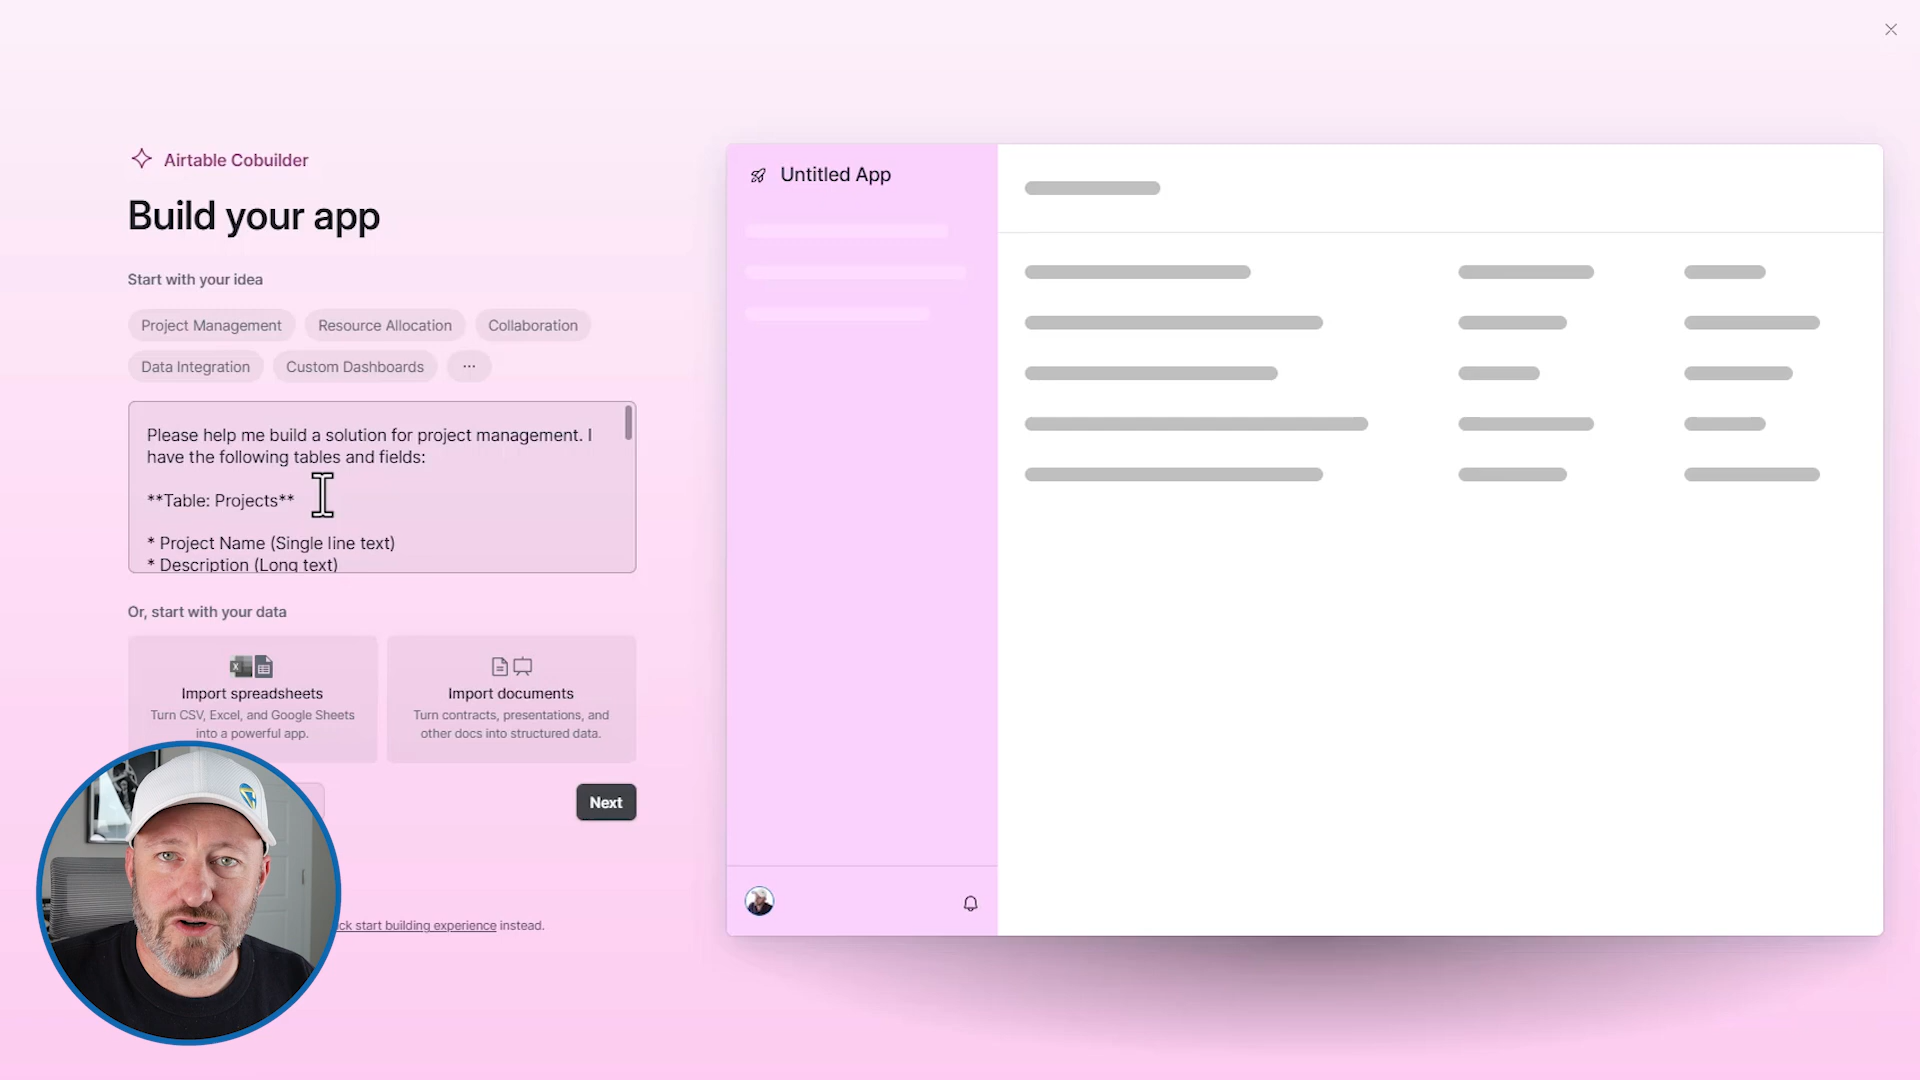 Airtable Cobuilder
Build your app
Start with your idea
Project Management
Resource Allocation
Collaboration
Data Integration
Custom Dashboards
...
Please help me build a solution for project management. I
have the following tables and fields:
**Table: Projects**
* Project Name (Single line text)
* Description (Long text)
Or, start with your data
Import spreadsheets
Turn CSV, Excel, and Google Sheets
into a powerful app.
Import documents
Turn contracts, presentations, and
other docs into structured data.
Next
start building experience instead.
Untitled App